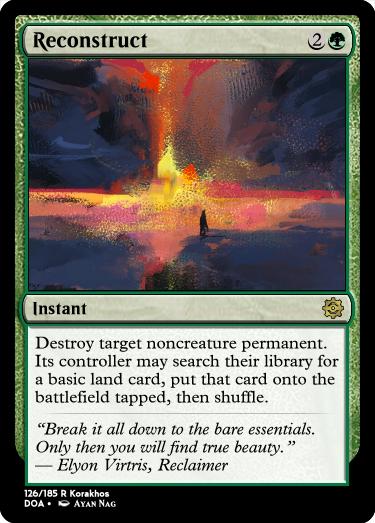 Reconstruct 2
Instant
Destroy target noncreature permanent.
Its controller may search their library for
a basic land card, put that card onto the
battlefield tapped, then shuffle.
“Break it all down to the bare essentials.
Only then you will find true beauty.”
— Elyon Virtris, Reclaimer
126/185 R Korakhos
DOA • Ayan Nag